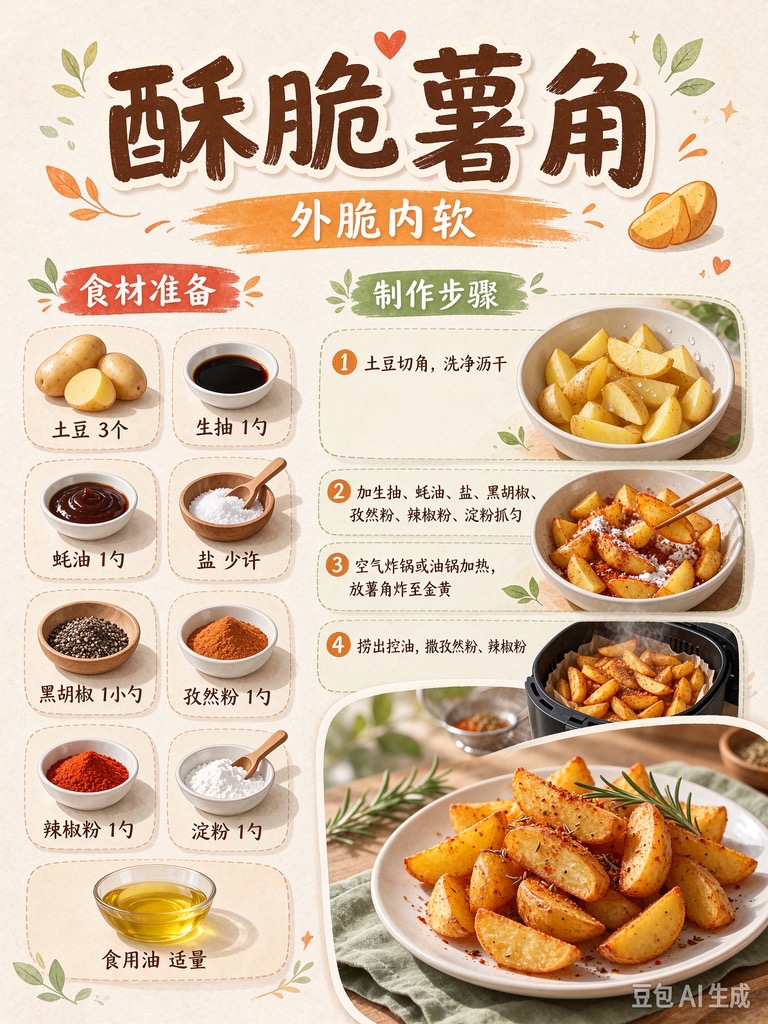 酥脆薯角
外脆内软
食材准备
土豆 3个
生抽 1勺
蚝油 1勺
盐 少许
黑胡椒 1小勺
孜然粉 1勺
辣椒粉 1勺
淀粉 1勺
食用油 适量
制作步骤
1 土豆切角，洗净沥干
2 加生抽、蚝油、盐、黑胡椒、
孜然粉、辣椒粉、淀粉抓匀
3 空气炸锅或油锅加热，
放薯角炸至金黄
4 捞出控油，撒孜然粉、辣椒粉
豆包AI生成